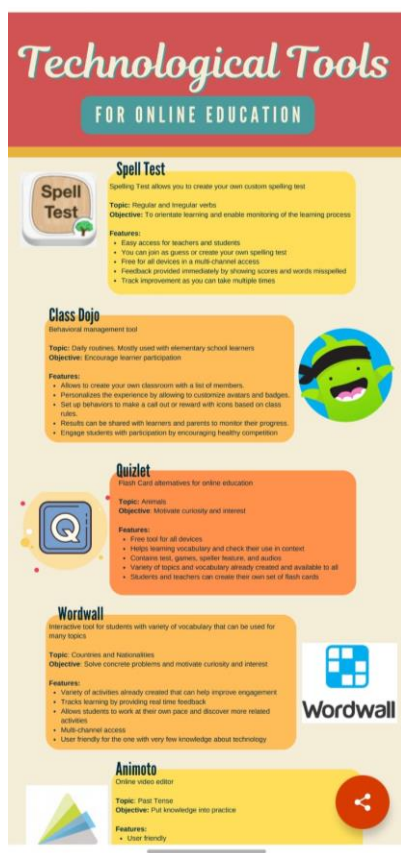 Technological Tools
FOR ONLINE EDUCATION
Spell Test
Spell
Test
Spelling Test allows you to create your own custom spelling test
Topic: Regular and Irregular verbs
Objective: To orientate learning and enable monitoring of the learning process
Features:
• Easy access for teachers and students
• You can join as guess or create your own spelling test
• Free for all devices in a multi-channel access
• Feedback provided immediately by showing scores and words misspelled
• Track improvement as you can take multiple times
Class Dojo
Behavioral management tool
Topic: Daily routines. Mostly used with elementary school learners
Objective: Encourage learner participation
Features:
• Allows to create your own classroom with a list of members.
• Personalizes the experience by allowing to customize avatars and badges.
• Set up behaviors to make a call out or reward with icons based on class
rules.
• Results can be shared with learners and parents to monitor their progress.
• Engage students with participation by encouraging healthy competition
Quizlet
Flash Card alternatives for online education
Q
Topic: Animals
Objective: Motivate curiosity and interest
Features:
• Free tool for all devices
• Helps learning vocabulary and check their use in context
• Contains test, games, speller feature, and audios
• Variety of topics and vocabulary already created and available to all
• Students and teachers can create their own set of flash cards
Wordwall
Interactive tool for students with variety of vocabulary that can be used for
many topics
Topic: Countries and Nationalities
Objective: Solve concrete problems and motivate curiosity and interest
Features:
• Variety of activities already created that can help improve engagement
• Tracks learning by providing real time feedback
• Allows students to work at their own pace and discover more related
activities
• Multi-channel access
• User friendly for the one with very few knowledge about technology
Wordwall
Animoto
Online video editor
Topic: Past Tense
Objective: Put knowledge into practice
Features:
• User friendly